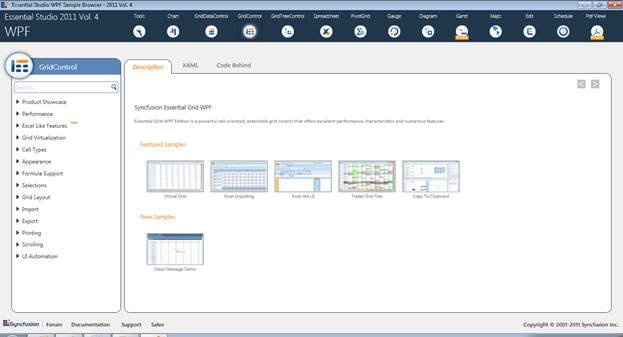 Essential Studio WPF Sample Browser - 2011 Vol. 4
Essential Studio 2011 Vol. 4
WPF
Tools Chart GridDataControl GridControl GridTreeControl Spreadsheet PivotGrid Gauge Diagram Gantt Maps Edit Schedule Pdf Viewer
GridControl
Search...
Product Showcase
Performance
Excel Like Features
Grid Virtualization
Cell Types
Appearance
Formula Support
Selections
Grid Layout
Import
Export
Printing
Scrolling
UI Automation
Description XAML Code Behind
Syncfusion Essential Grid WPF
Essential Grid WPF Edition is a powerful cell-oriented, extensible grid control that offers excellent performance characteristics and numerous features.
Featured Samples
Virtual Grid Excel Importing Excel like UI Trader Grid Test Copy To Clipboard
New Samples
Input Message Demo
Syncfusion Forum Documentation Support Sales
Copyright © 2001-2011 Syncfusion Inc.